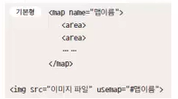 기본형
<map name="맵이름">
<area>
<area>
……
</map>
<img src="이미지 파일" usemap="#맵이름">